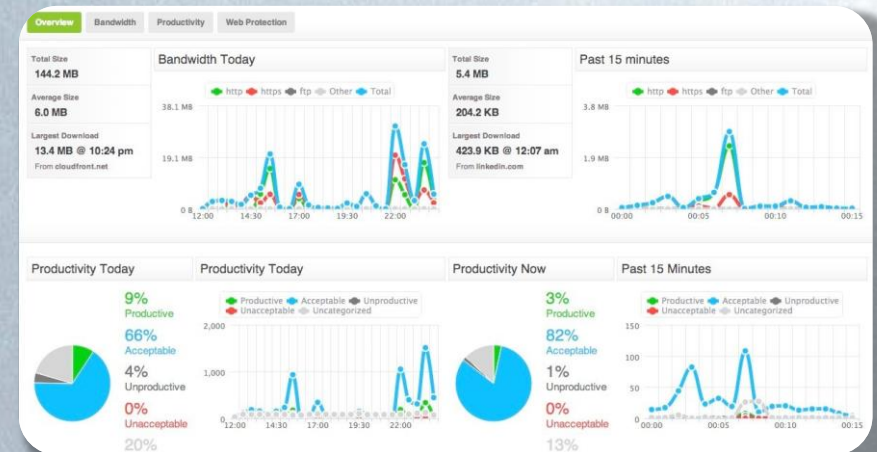 Overview Bandwidth Productivity Web Protection
Total Size
144.2 MB
Average Size
6.0 MB
Largest Download
13.4 MB @ 10:24 pm
From cloudfront.net
Bandwidth Today
http https ftp Other Total
38.1 MB
19.1 MB
0 B
12:00 14:30 17:00 19:30 22:00
Total Size
5.4 MB
Average Size
204.2 KB
Largest Download
423.9 KB @ 12:07 am
From linkedin.com
Past 15 minutes
http https ftp Other Total
3.8 MB
1.9 MB
0 B
00:00 00:05 00:10 00:15
Productivity Today
9%
Productive
66%
Acceptable
4%
Unproductive
0%
Unacceptable
20%
Productivity Today
Productive Acceptable Unproductive
Unacceptable Uncategorized
2,000
1,000
0
12:00 14:30 17:00 19:30 22:00
Productivity Now
3%
Productive
82%
Acceptable
1%
Unproductive
0%
Unacceptable
13%
Past 15 Minutes
Productive Acceptable Unproductive
Unacceptable Uncategorized
150
100
50
0
00:00 00:05 00:10 00:15